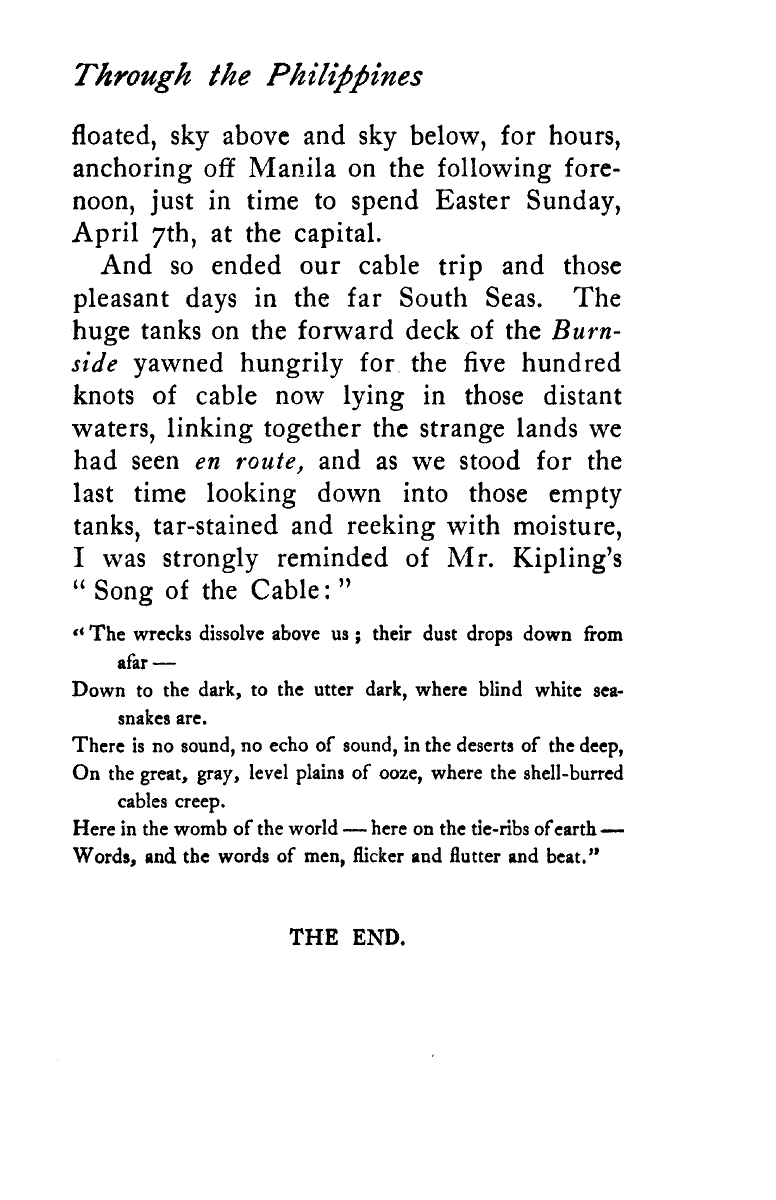 Through the Philippines
floated, sky above and sky below, for hours,
anchoring off Manila on the following fore-
noon, just in time to spend Easter Sunday,
April 7th, at the capital.
And so ended our cable trip and those
pleasant days in the far South Seas. The
huge tanks on the forward deck of the Burn-
side yawned hungrily for the five hundred
knots of cable now lying in those distant
waters, linking together the strange lands we
had seen en route, and as we stood for the
last time looking down into those empty
tanks, tar-stained and reeking with moisture,
I was strongly reminded of Mr. Kipling's
“ Song of the Cable: ”
“ The wrecks dissolve above us ; their dust drops down from
afar —
Down to the dark, to the utter dark, where blind white sea-
snakes are.
There is no sound, no echo of sound, in the deserts of the deep,
On the great, gray, level plains of ooze, where the shell-burred
cables creep.
Here in the womb of the world — here on the tie-ribs of earth —
Words, and the words of men, flicker and flutter and beat.”
THE END.